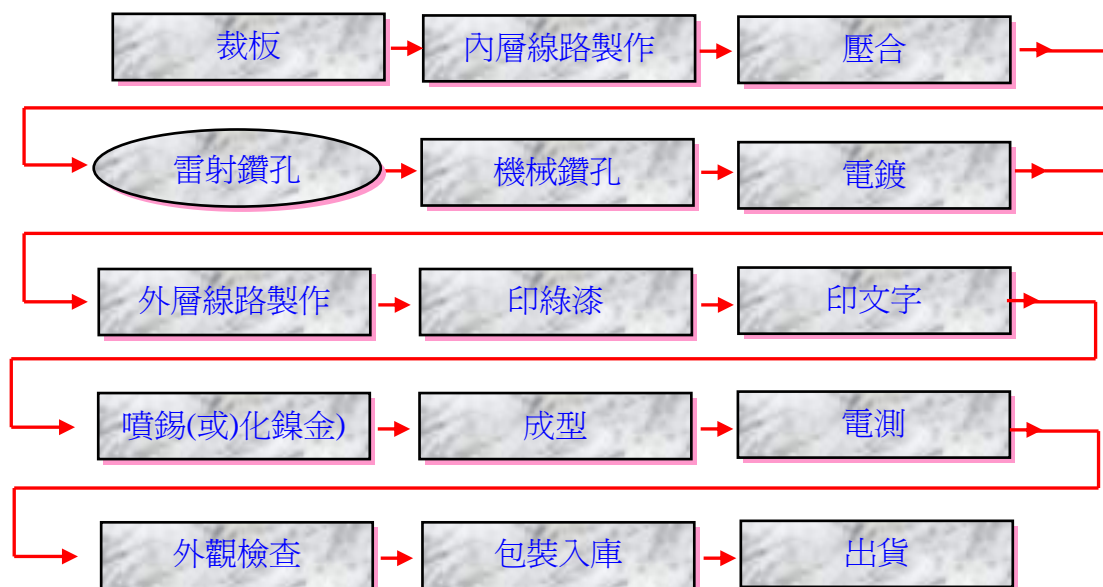 裁板
內層線路製作
壓合
雷射鑽孔
機械鑽孔
電鍍
外層線路製作
印綠漆
印文字
噴錫(或)化鎳金)
成型
電測
外觀檢查
包裝入庫
出貨